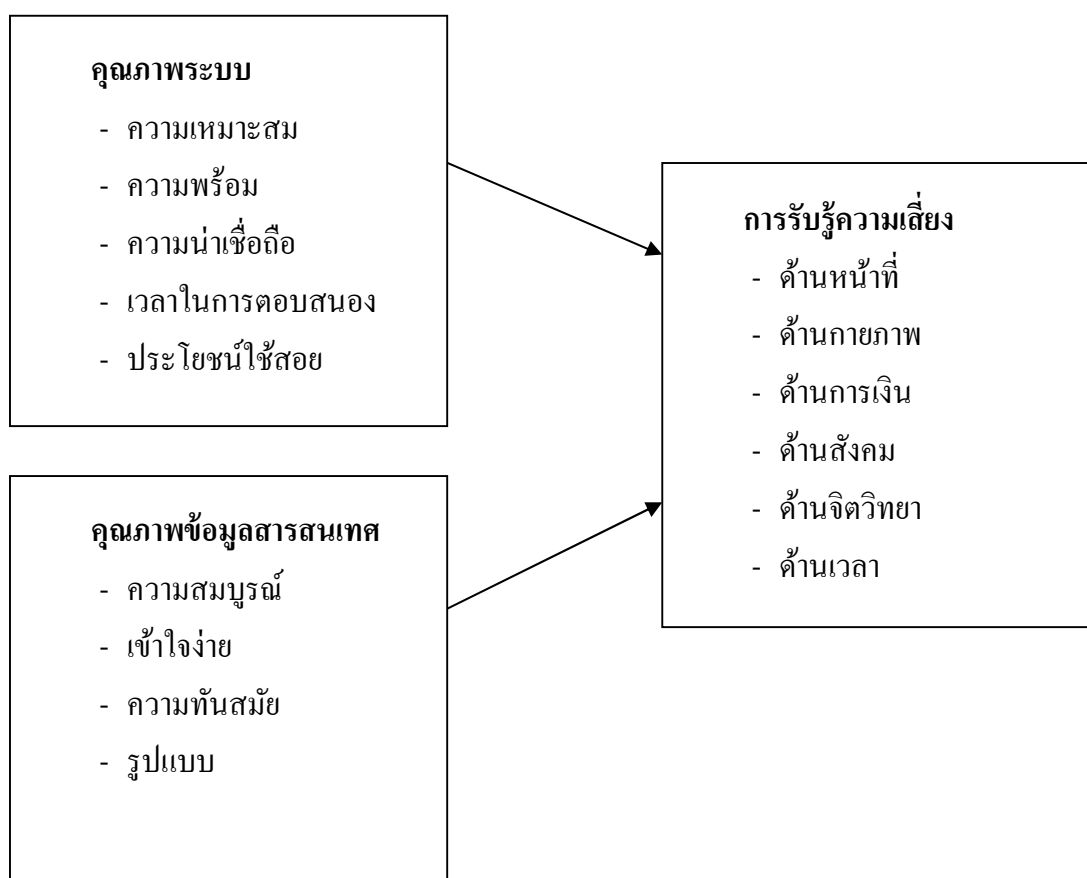 คุณภาพระบบ
- ความเหมาะสม
- ความพร้อม
- ความน่าเชื่อถือ
- เวลาในการตอบสนอง
- ประโยชน์ใช้สอย
คุณภาพข้อมูลสารสนเทศ
- ความสมบูรณ์
- เข้าใจง่าย
- ความทันสมัย
- รูปแบบ
การรับรู้ความเสี่ยง
- ด้านหน้าที่
- ด้านกายภาพ
- ด้านการเงิน
- ด้านสังคม
- ด้านจิตวิทยา
- ด้านเวลา